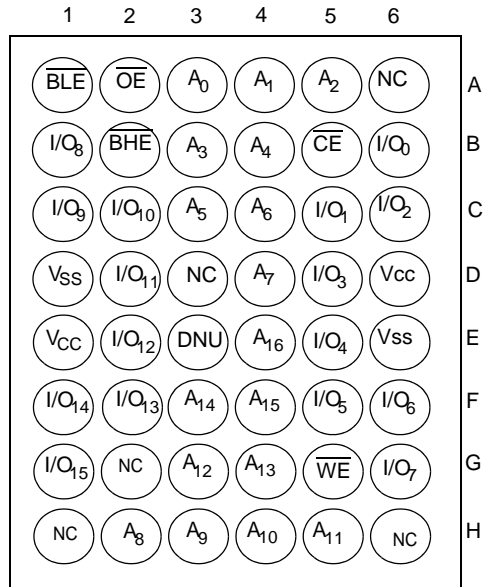 1 2 3 4 5 6
BLE OE A0 A1 A2 NC A
I/O8 BHE A3 A4 CE I/O0 B
I/O9 I/O10 A5 A6 I/O1 I/O2 C
VSS I/O11 NC A7 I/O3 Vcc D
VCC I/O12 DNU A16 I/O4 Vss E
I/O14 I/O13 A14 A15 I/O5 I/O6 F
I/O15 NC A12 A13 WE I/O7 G
NC A8 A9 A10 A11 NC H